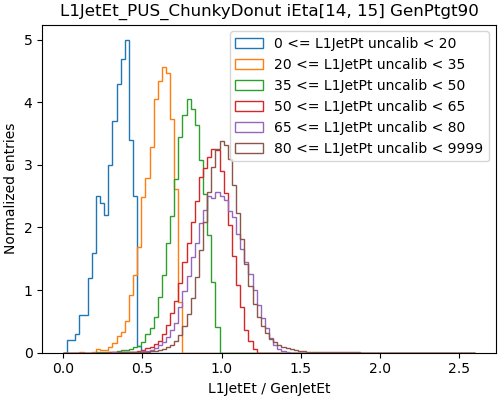 L1JetEt_PUS_ChunkyDonut iEta[14, 15] GenPtgt90
0 <= L1JetPt uncalib < 20
20 <= L1JetPt uncalib < 35
35 <= L1JetPt uncalib < 50
50 <= L1JetPt uncalib < 65
65 <= L1JetPt uncalib < 80
80 <= L1JetPt uncalib < 9999
Normalized entries
5
4
3
2
1
0
0.0 0.5 1.0 1.5 2.0 2.5
L1JetEt / GenJetEt